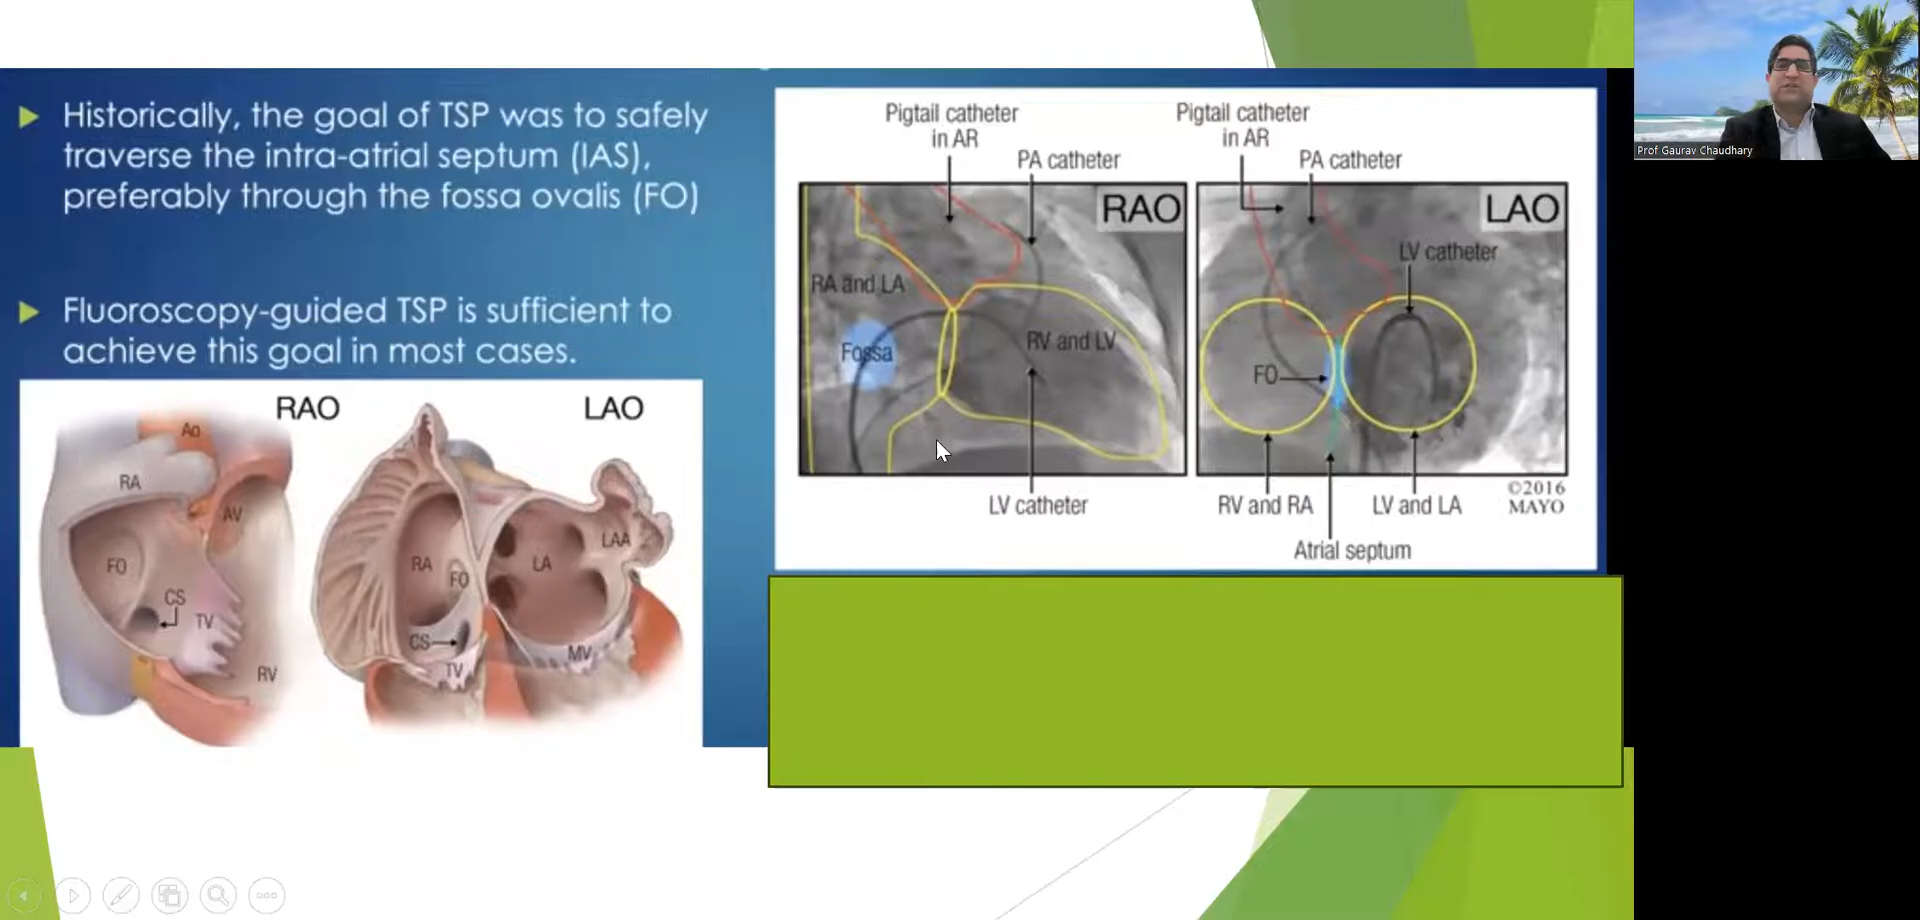 Historically, the goal of TSP was to safely
traverse the intra-atrial septum (IAS),
preferably through the fossa ovalis (FO)
Fluoroscopy-guided TSP is sufficient to
achieve this goal in most cases.
RAO
LAO
Ao
RA
AV
FO
CS
TV
RV
RA
FO
LA
LAA
CS
TV
MV
Pigtail catheter
in AR
PA catheter
RAO
RA and LA
Fossa
RV and LV
LV catheter
Pigtail catheter
in AR
PA catheter
LAO
LV catheter
FO
RV and RA
LV and LA
Atrial septum
©2016
MAYO
Prof Gaurav Chaudhary